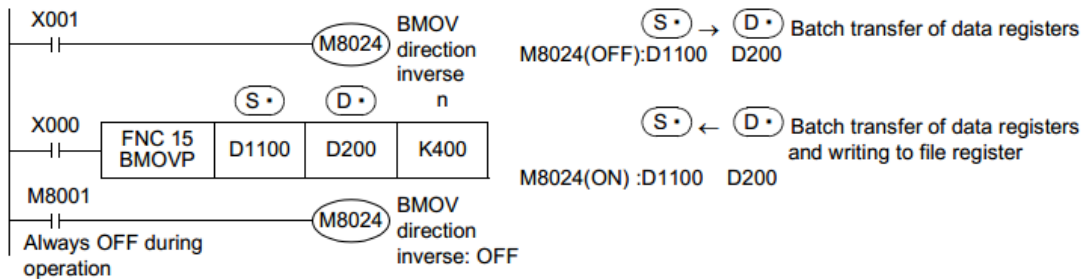 X001
M8024
BMOV
direction
inverse
S・ D・ n
X000
FNC 15
BMOVP
D1100
D200
K400
M8001
M8024
BMOV
direction
inverse: OFF
Always OFF during
operation
S・ → D・ Batch transfer of data registers
M8024(OFF):D1100 D200
S・ ← D・ Batch transfer of data registers
and writing to file register
M8024(ON) :D1100 D200